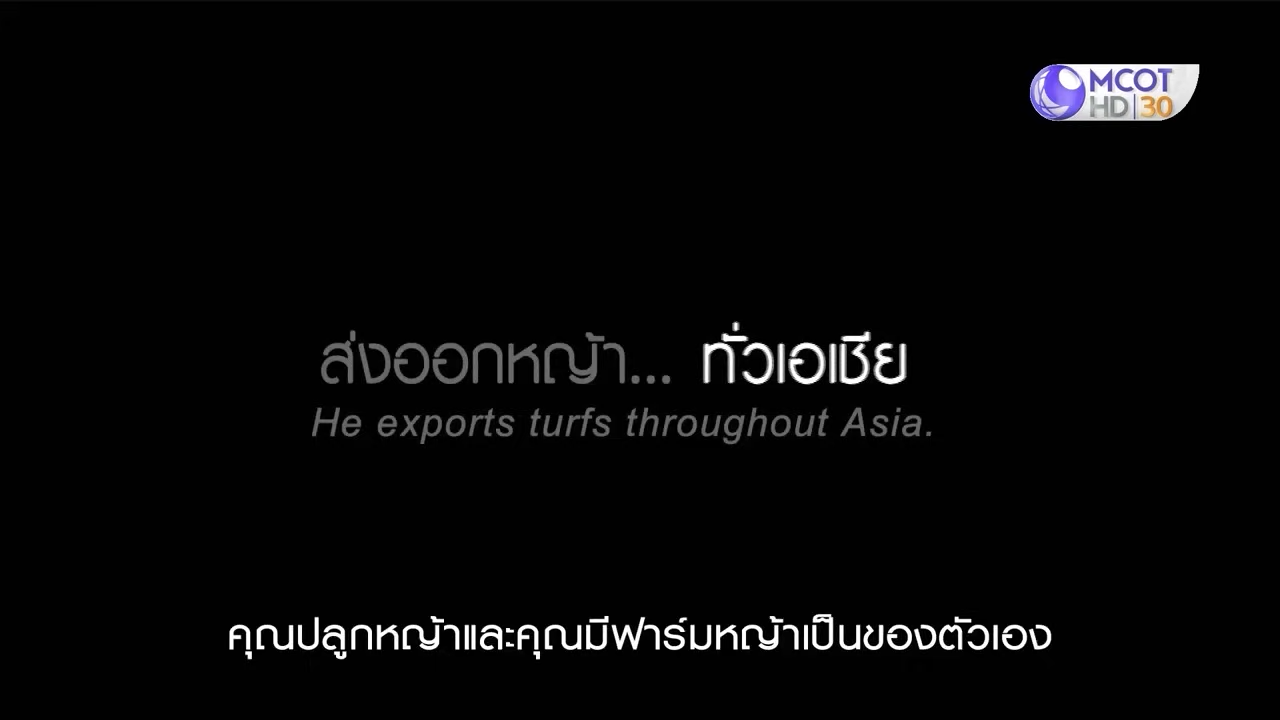 MCOT
HD|30
ส่งออกหญ้า... ทั่วเอเชีย
He exports turfs throughout Asia.
คุณปลูกหญ้าและคุณมีฟาร์มหญ้าเป็นของตัวเอง